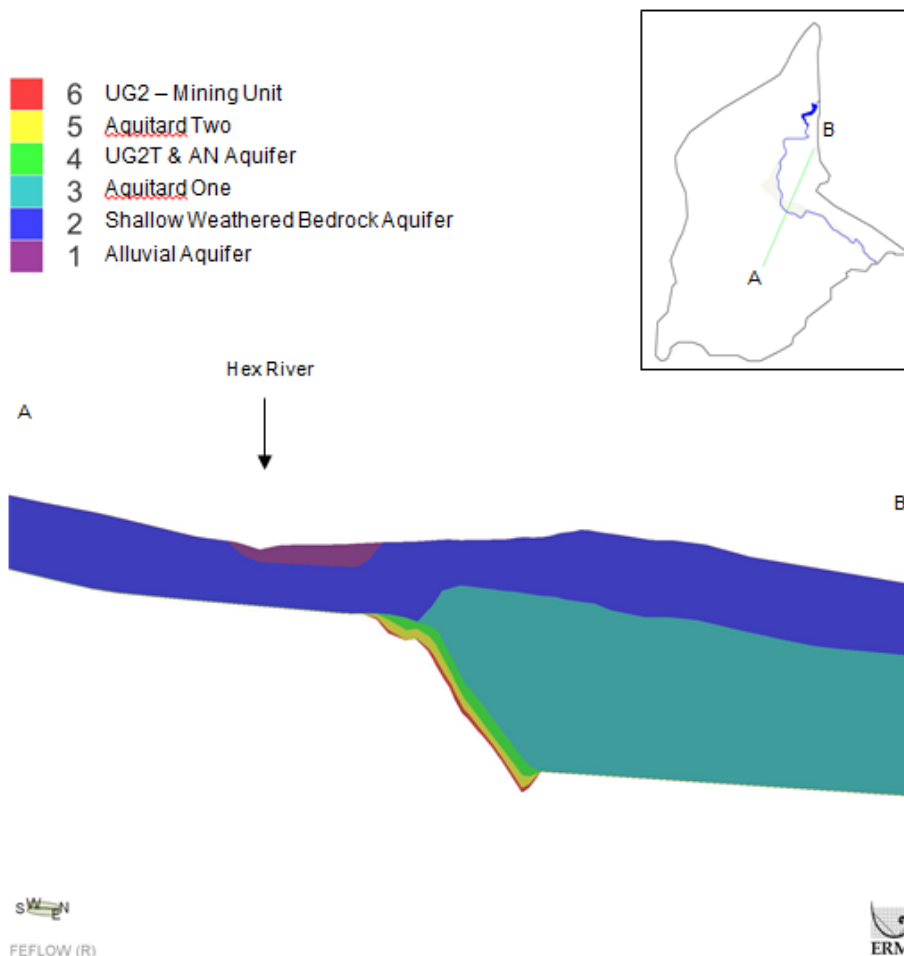 6 UG2 – Mining Unit
5 Aquitard Two
4 UG2T & AN Aquifer
3 Aquitard One
2 Shallow Weathered Bedrock Aquifer
1 Alluvial Aquifer
B
A
Hex River
A
B
S W E N
FEFLOW (R)
ERM